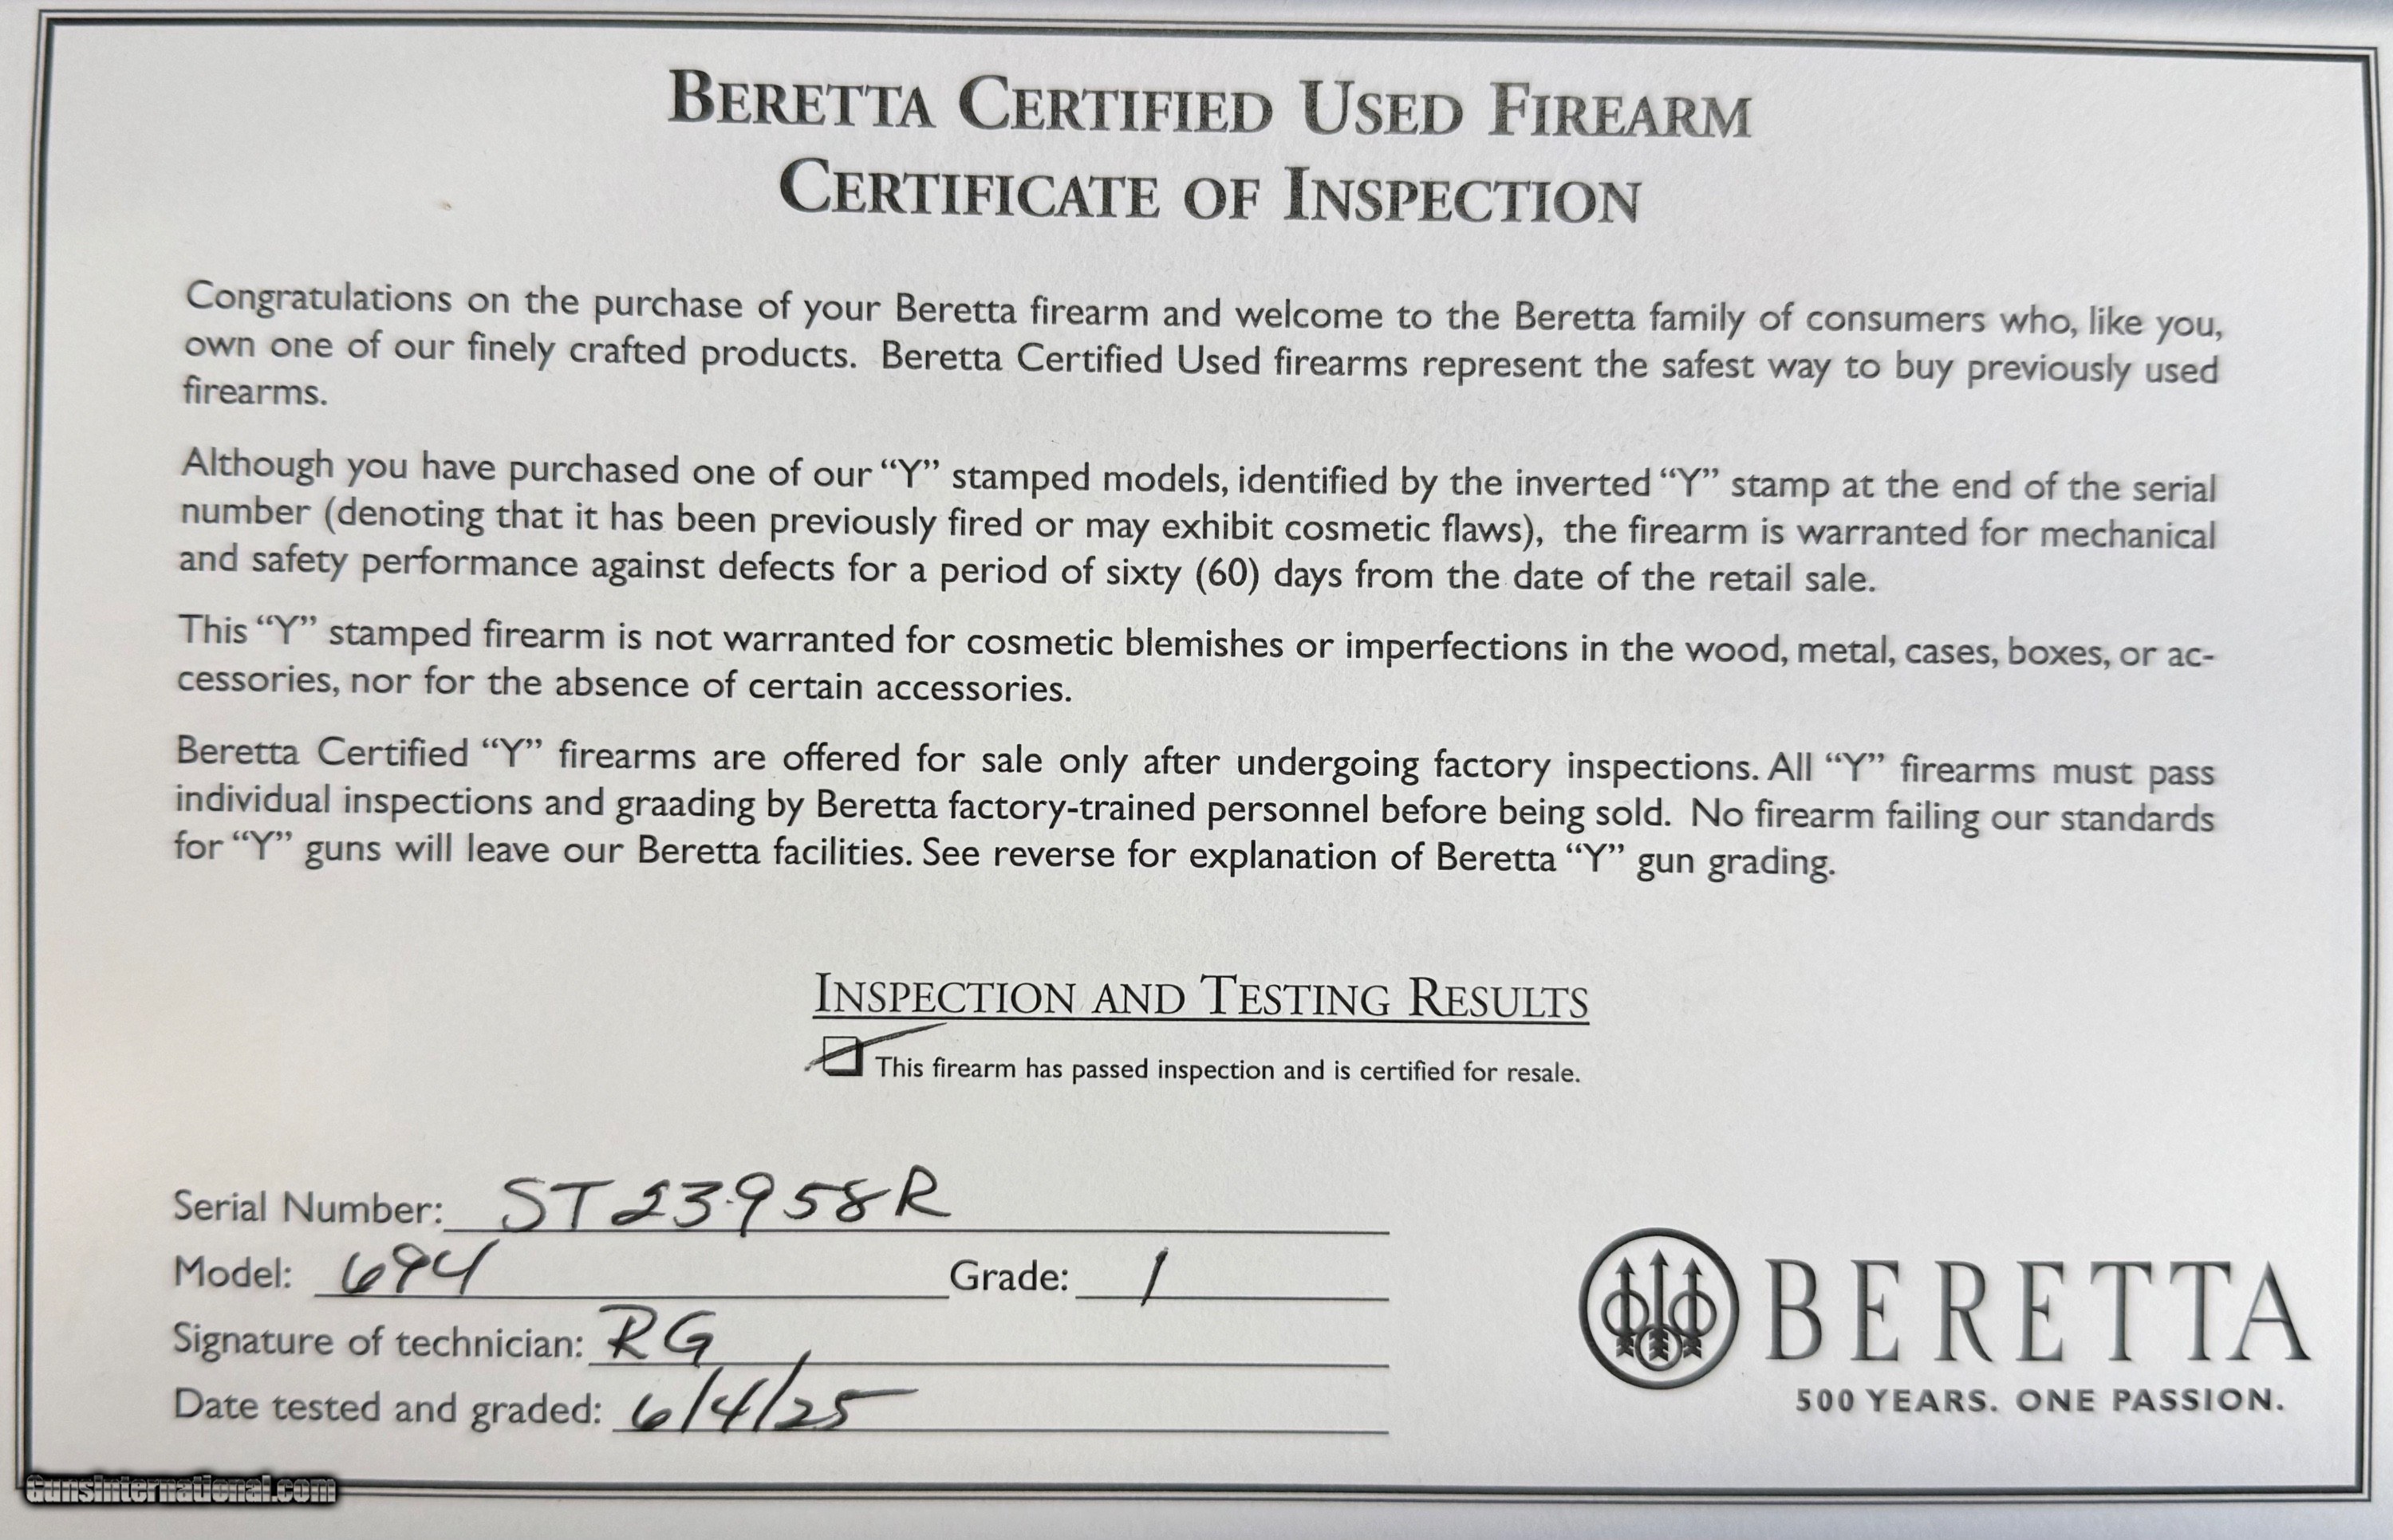 BERETTA CERTIFIED USED FIREARM
CERTIFICATE OF INSPECTION
Congratulations on the purchase of your Beretta firearm and welcome to the Beretta family of consumers who, like you,
own one of our finely crafted products. Beretta Certified Used firearms represent the safest way to buy previously used
firearms.
Although you have purchased one of our “Y” stamped models, identified by the inverted “Y” stamp at the end of the serial
number (denoting that it has been previously fired or may exhibit cosmetic flaws), the firearm is warranted for mechanical
and safety performance against defects for a period of sixty (60) days from the date of the retail sale.
This “Y” stamped firearm is not warranted for cosmetic blemishes or imperfections in the wood, metal, cases, boxes, or ac-
cessories, nor for the absence of certain accessories.
Beretta Certified “Y” firearms are offered for sale only after undergoing factory inspections. All “Y” firearms must pass
individual inspections and graading by Beretta factory-trained personnel before being sold. No firearm failing our standards
for “Y” guns will leave our Beretta facilities. See reverse for explanation of Beretta “Y” gun grading.
INSPECTION AND TESTING RESULTS
This firearm has passed inspection and is certified for resale.
Serial Number: ST23958R
Model: 694 Grade: 1
Signature of technician: RG
Date tested and graded: 6/4/25
BERETTA
500 YEARS. ONE PASSION.
Gunsinternational.com